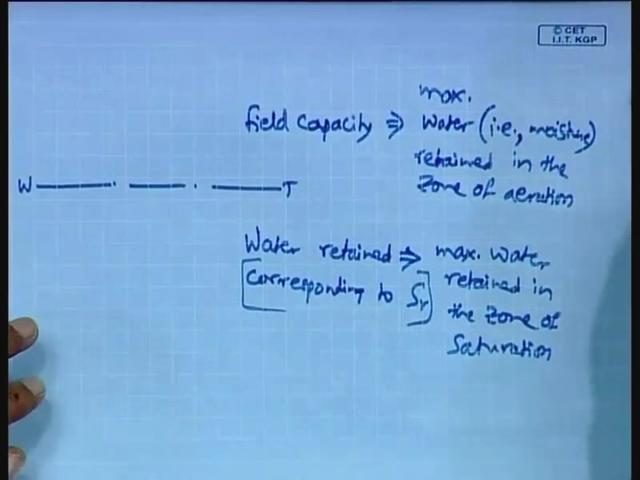 © CET
I.I.T. KGP
max.
field capacity ⇒ water (i.e., moisture)
retained in the
zone of aeration
W T
Water retained ⇒ max. water
[corresponding to Sr] retained in
the zone of
saturation